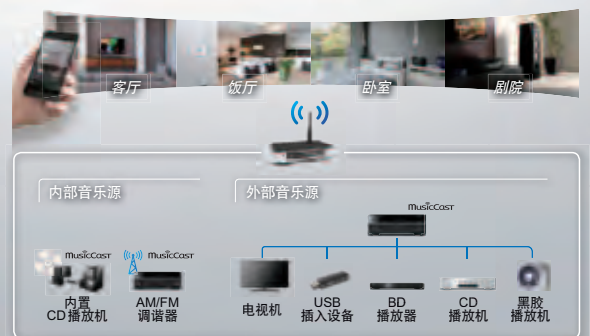 客厅
饭厅
卧室
剧院
内部音乐源
外部音乐源
MusicCast
MusicCast
MusicCast
内置
CD播放机
AM/FM
调谐器
电视机
USB
插入设备
BD
播放器
CD
播放机
黑胶
播放机